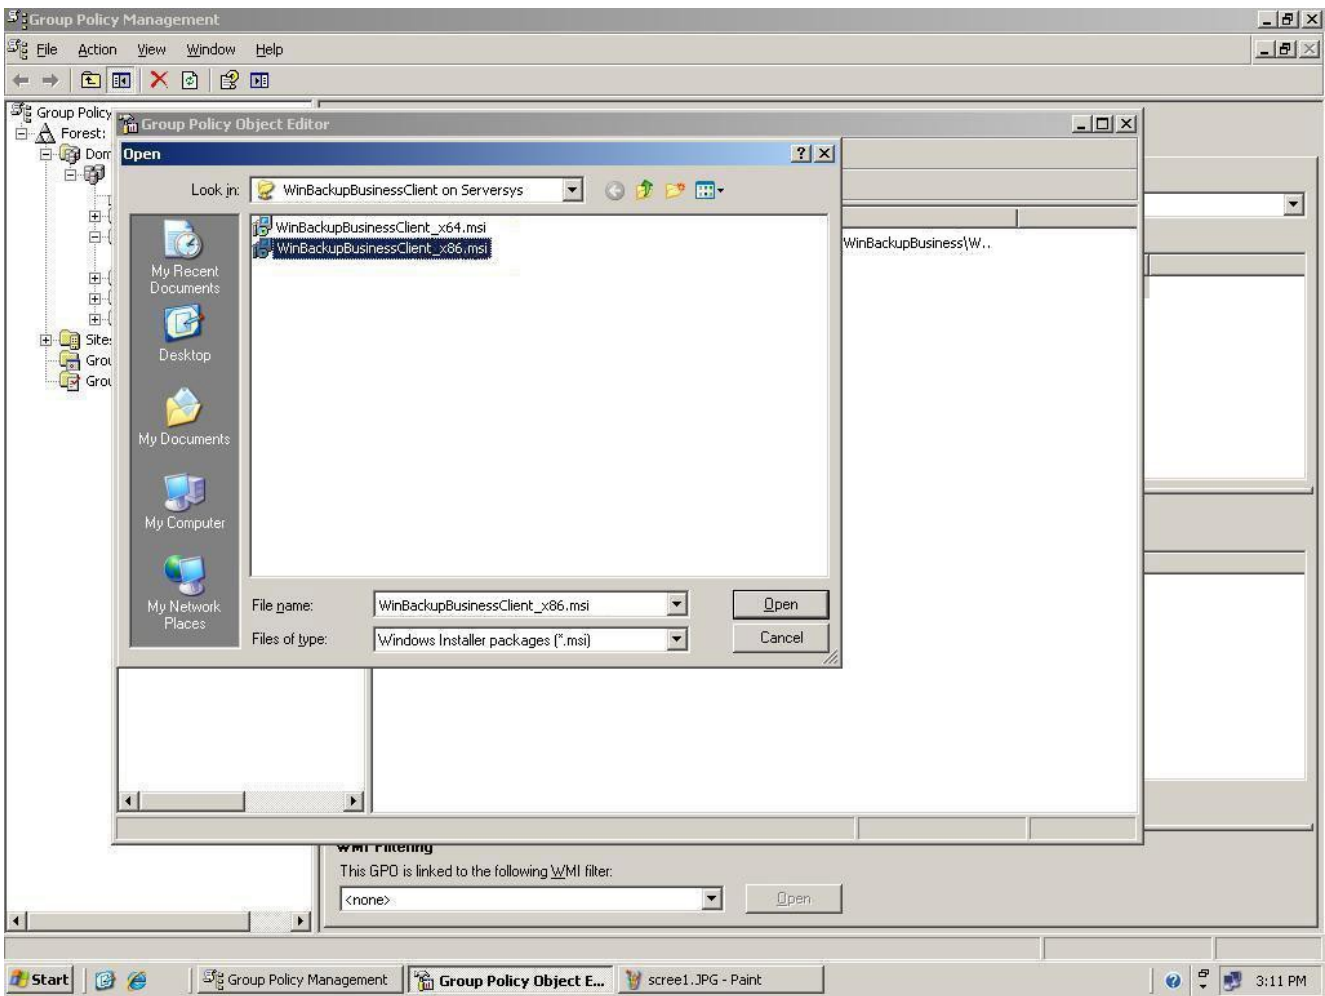 Group Policy Management
File Action View Window Help
Group Policy
Forest:
Group Policy Object Editor
Open
Look in: WinBackupBusinessClient on Serversys
WinBackupBusinessClient_x64.msi
WinBackupBusinessClient_x86.msi
WinBackupBusiness\W..
My Recent
Documents
Desktop
My Documents
My Computer
My Network
Places
File name: WinBackupBusinessClient_x86.msi Open
Files of type: Windows Installer packages (*.msi) Cancel
Dom
Sites
Grou
Grou
WMI Filtering
This GPO is linked to the following WMI filter:
<none> Open
Start Group Policy Management Group Policy Object E... scree1.JPG - Paint 3:11 PM